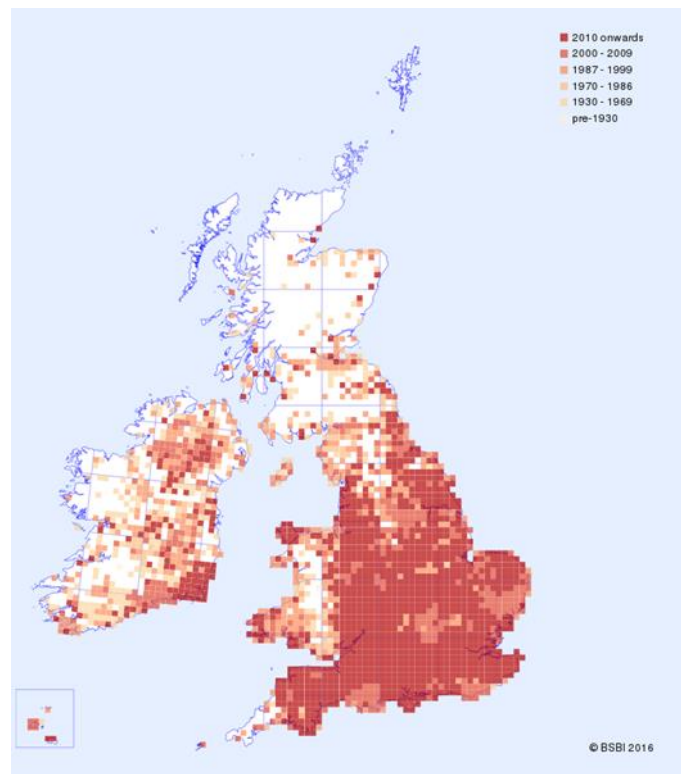 2010 onwards
2000 - 2009
1987 - 1999
1970 - 1986
1930 - 1969
pre-1930
© BSBI 2016